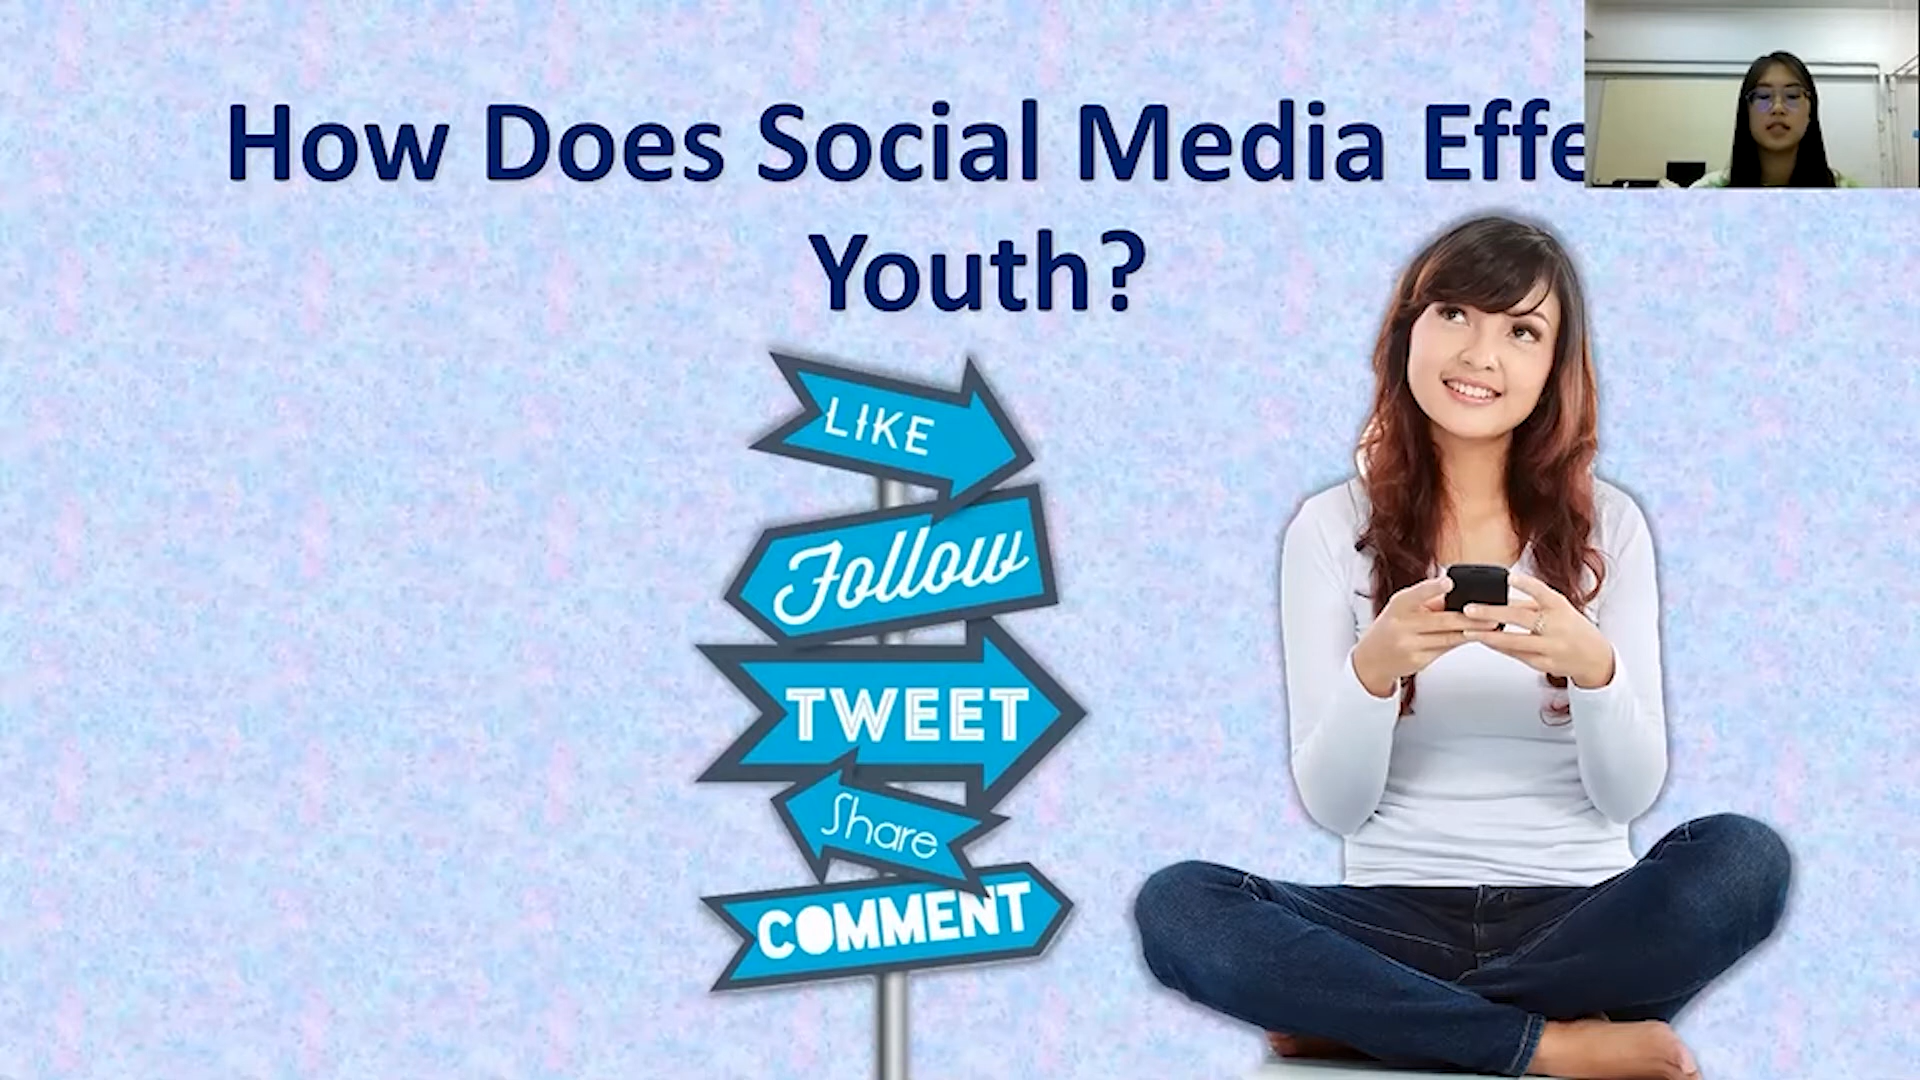 How Does Social Media Effe
Youth?
LIKE
Follow
TWEET
Share
COMMENT